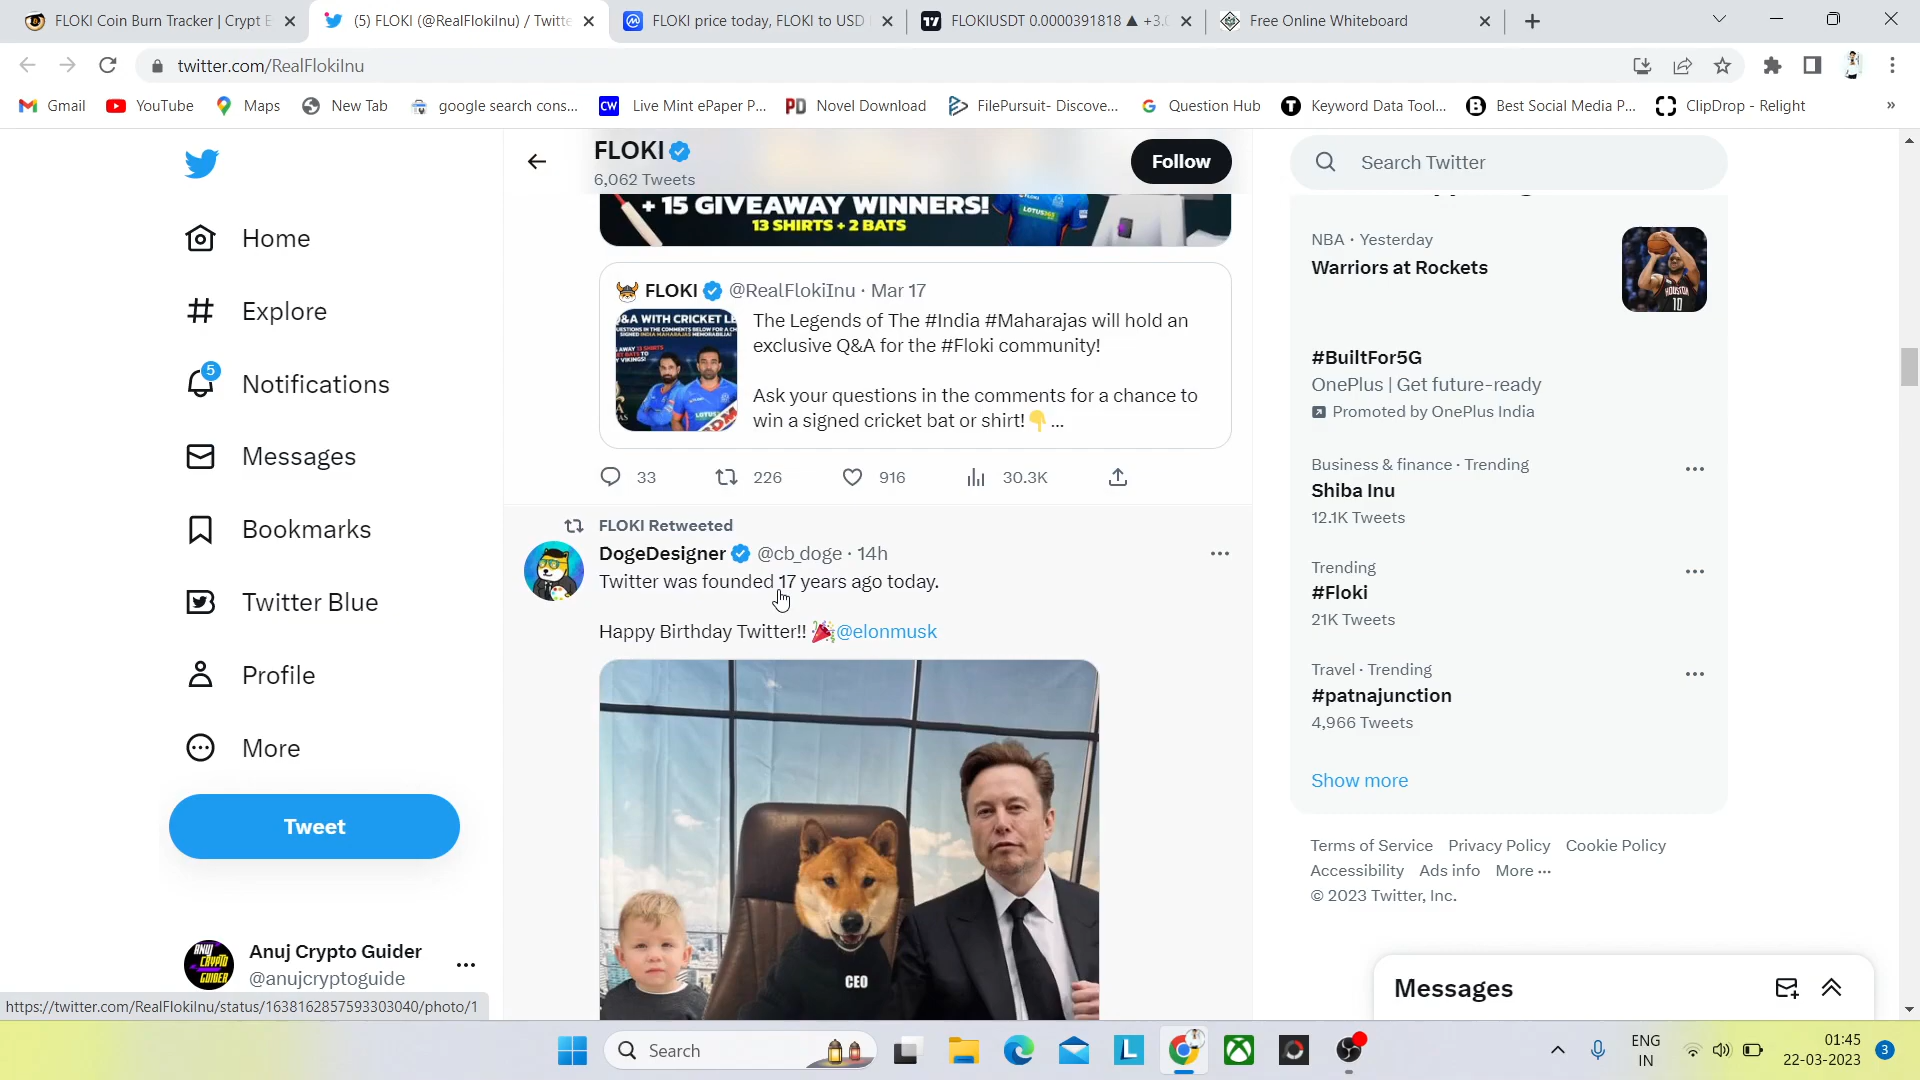 FLOKI Coin Burn Tracker | Crypt E
(5) FLOKI (@RealFlokiInu) / Twitte
FLOKI price today, FLOKI to USD
FLOKIUSDT 0.0000391818 ▲ +3.0
Free Online Whiteboard
twitter.com/RealFlokiInu
Gmail
YouTube
Maps
New Tab
google search cons...
CW Live Mint ePaper P...
PD Novel Download
FilePursuit- Discove...
Question Hub
Keyword Data Tool...
Best Social Media P...
ClipDrop - Relight
»
Home
Explore
5
Notifications
Messages
Bookmarks
Twitter Blue
Profile
More
Tweet
Anuj Crypto Guider
@anujcryptoguide
https://twitter.com/RealFlokiInu/status/1638162857593303040/photo/1
FLOKI
6,062 Tweets
Follow
+ 15 GIVEAWAY WINNERS!
13 SHIRTS + 2 BATS
FLOKI @RealFlokiInu · Mar 17
The Legends of The #India #Maharajas will hold an
exclusive Q&A for the #Floki community!
Ask your questions in the comments for a chance to
win a signed cricket bat or shirt!👇 ...
33 226 916 30.3K
FLOKI Retweeted
DogeDesigner @cb_doge · 14h
Twitter was founded 17 years ago today.
Happy Birthday Twitter!! 🎉@elonmusk
CEO
Search Twitter
NBA · Yesterday
Warriors at Rockets
#BuiltFor5G
OnePlus | Get future-ready
Promoted by OnePlus India
Business & finance · Trending
Shiba Inu
12.1K Tweets
Trending
#Floki
21K Tweets
Travel · Trending
#patnajunction
4,966 Tweets
Show more
Terms of Service Privacy Policy Cookie Policy
Accessibility Ads info More ···
© 2023 Twitter, Inc.
Messages
Search
ENG
IN
01:45
22-03-2023
3